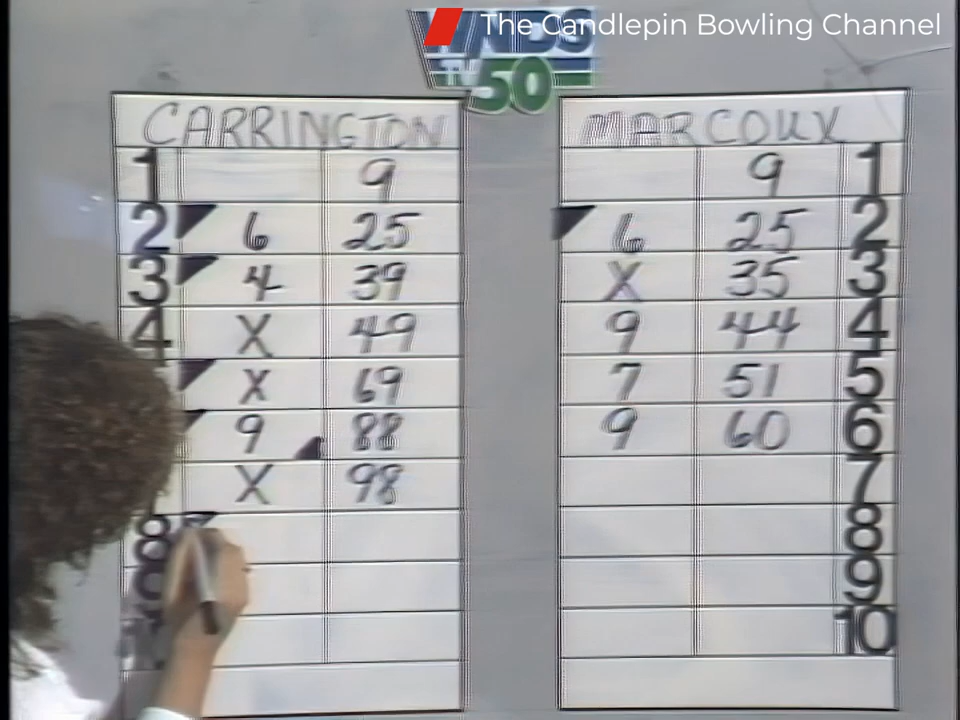 The Candlepin Bowling Channel
WNDS
TV 50
CARRINGTON MARCOUX
1 9 9 1
2 6 25 6 25 2
3 4 39 X 35 3
4 X 49 9 44 4
X 69 7 51 5
9 88 9 60 6
X 98 7
8 8
9 9
10